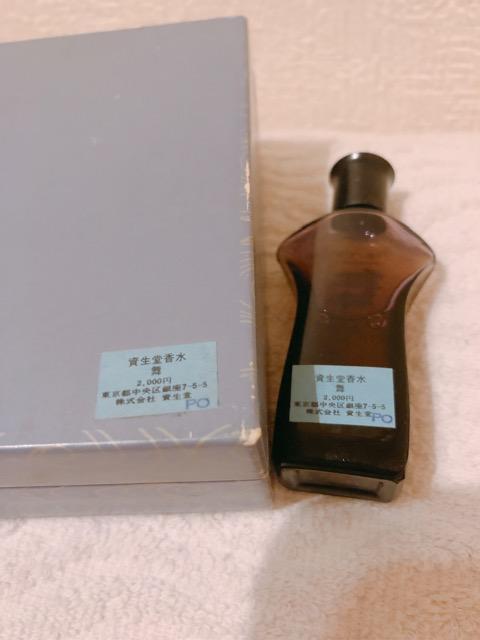 資生堂香水
舞
2,000円
東京都中央区銀座7-5-5
株式会社 資生堂
PO
資生堂香水
舞
2,000円
東京都中央区銀座7-5-5
株式会社 資生堂
PO